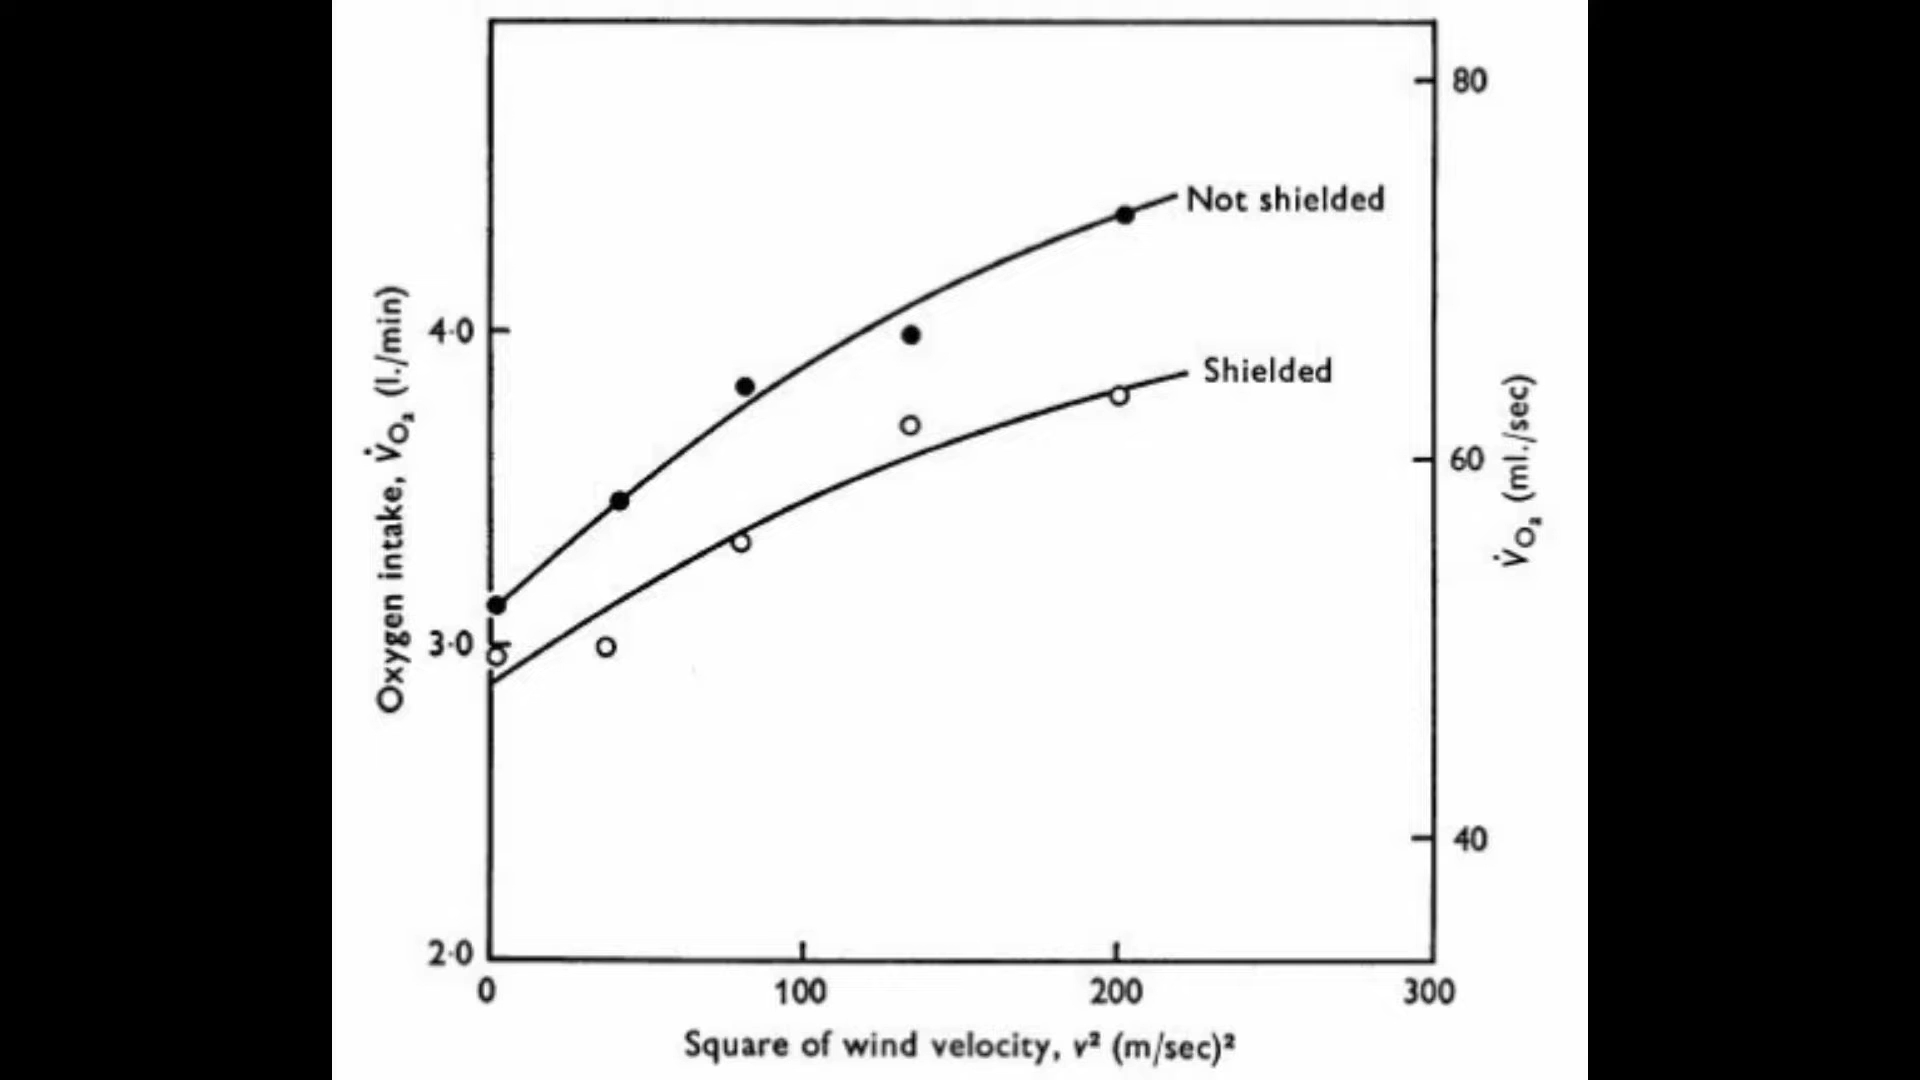 80
Not shielded
4·0
Shielded
Oxygen intake, V̇O₂ (l./min)
60
V̇O₂ (ml./sec)
3·0
40
2·0
0 100 200 300
Square of wind velocity, v² (m/sec)²